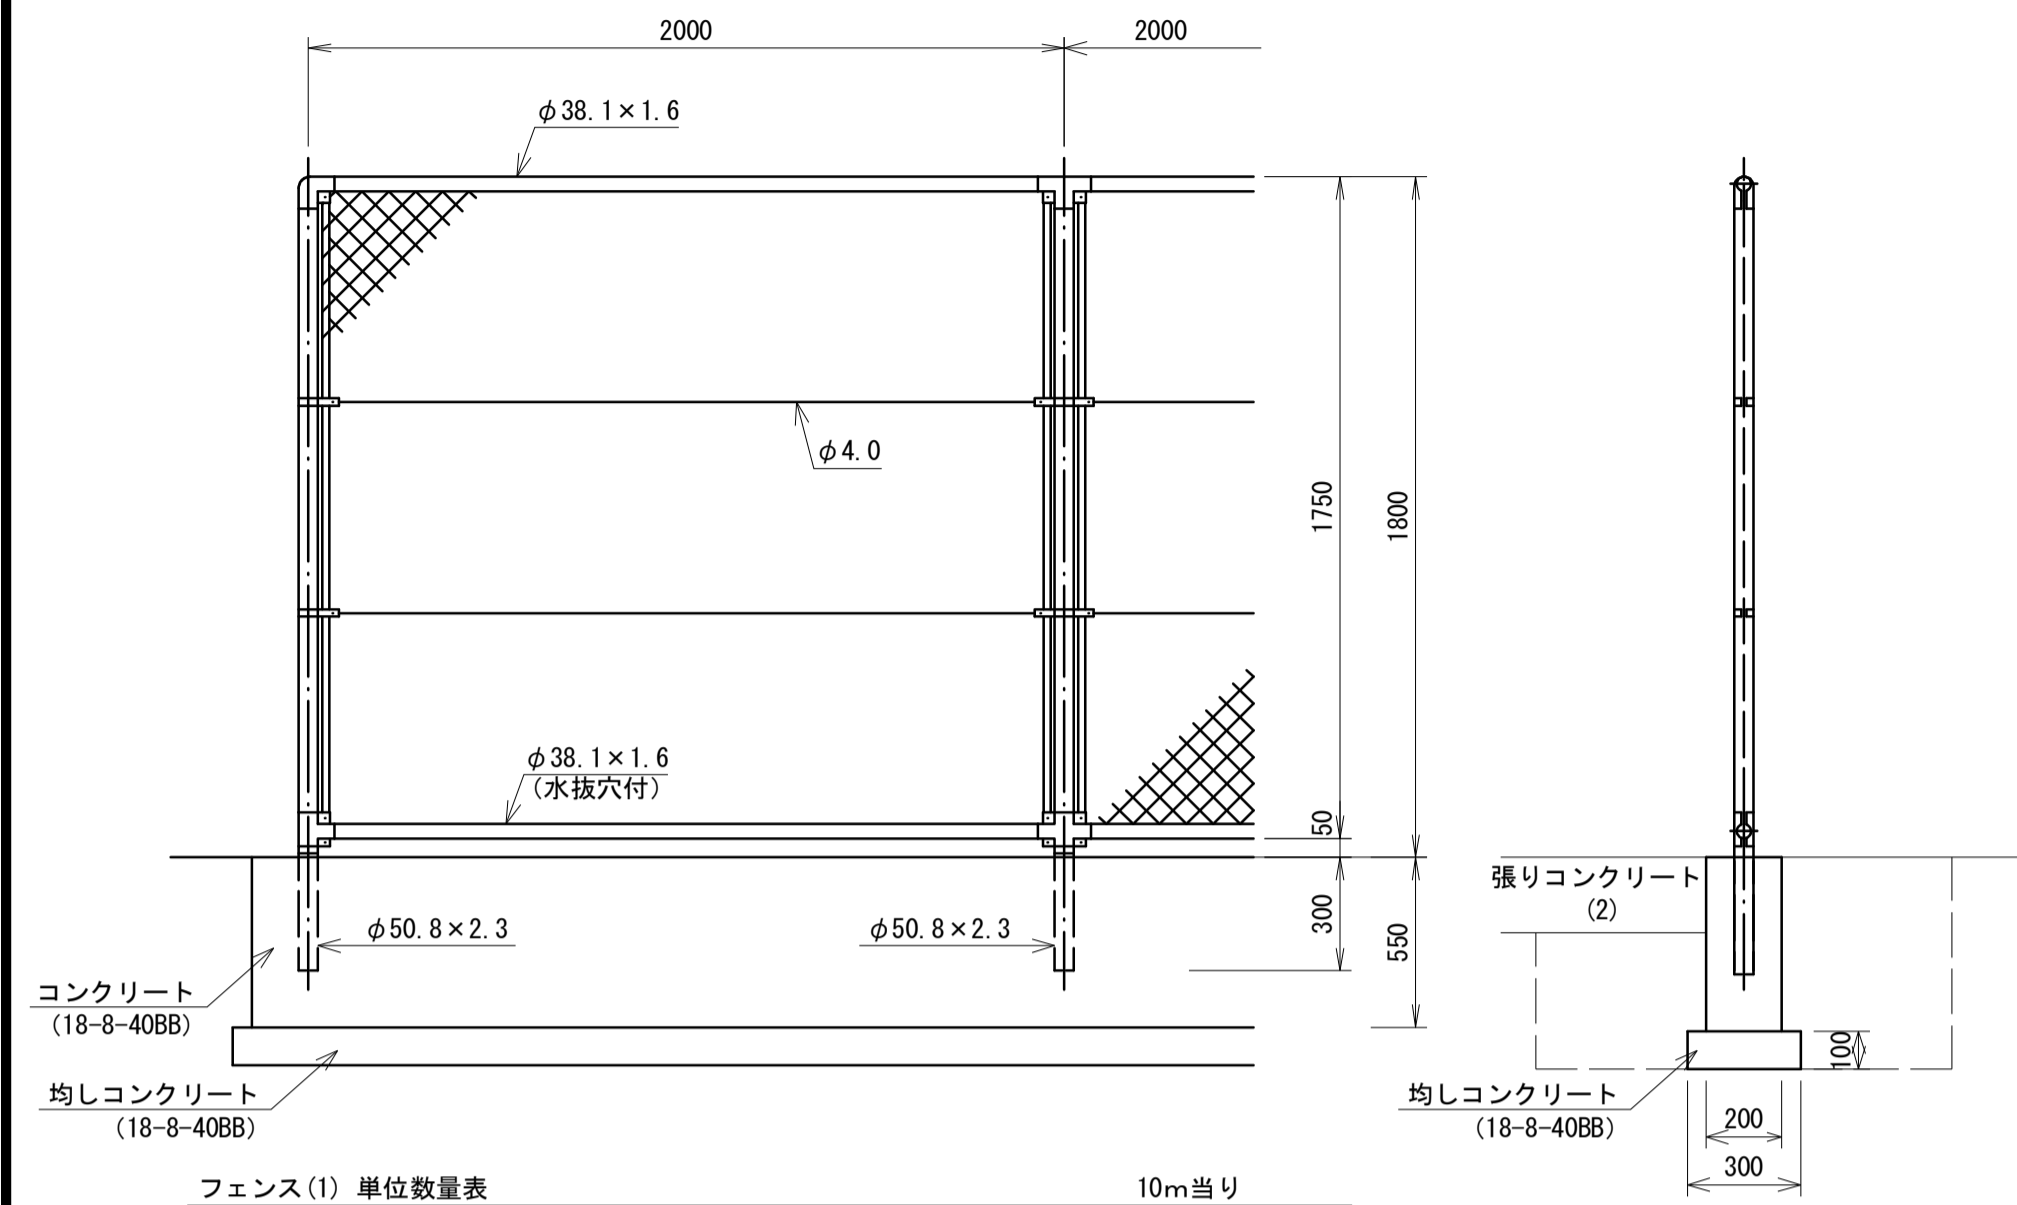 2000
2000
φ38.1×1.6
φ4.0
1750
1800
φ38.1×1.6
(水抜穴付)
50
張りコンクリート
(2)
φ50.8×2.3
φ50.8×2.3
300
550
コンクリート
(18-8-40BB)
100
均しコンクリート
(18-8-40BB)
均しコンクリート
(18-8-40BB)
200
300
フェンス(1) 単位数量表
10m当り